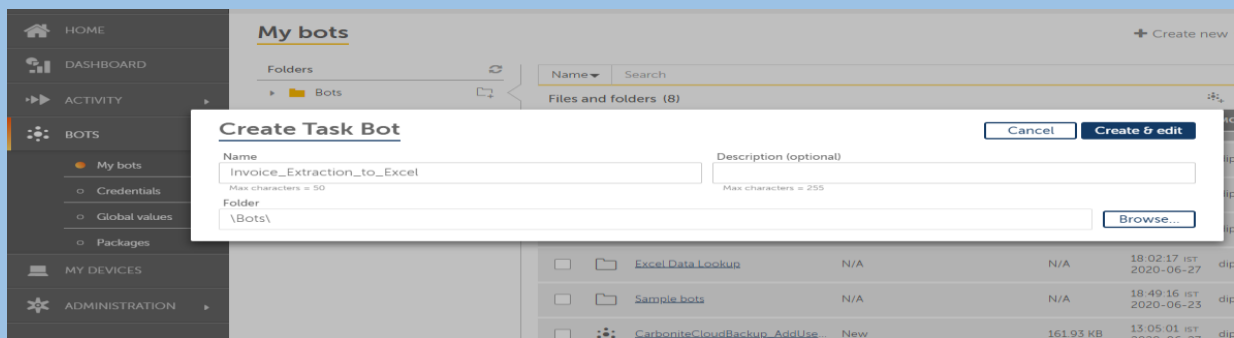 HOME
DASHBOARD
ACTIVITY
BOTS
My bots
Credentials
Global values
Packages
MY DEVICES
ADMINISTRATION
My bots
Create new
Folders
Bots
Name Search
Files and folders (8)
Create Task Bot
Cancel Create & edit
Name Description (optional)
Invoice_Extraction_to_Excel
Max characters = 50 Max characters = 255
Folder
\Bots\ Browse...
Excel Data Lookup N/A N/A 18:02:17 IST
2020-06-27
Sample bots N/A N/A 18:49:16 IST
2020-06-23
CarboniteCloudBackup_AddUse... New 161.93 KB 13:05:01 IST